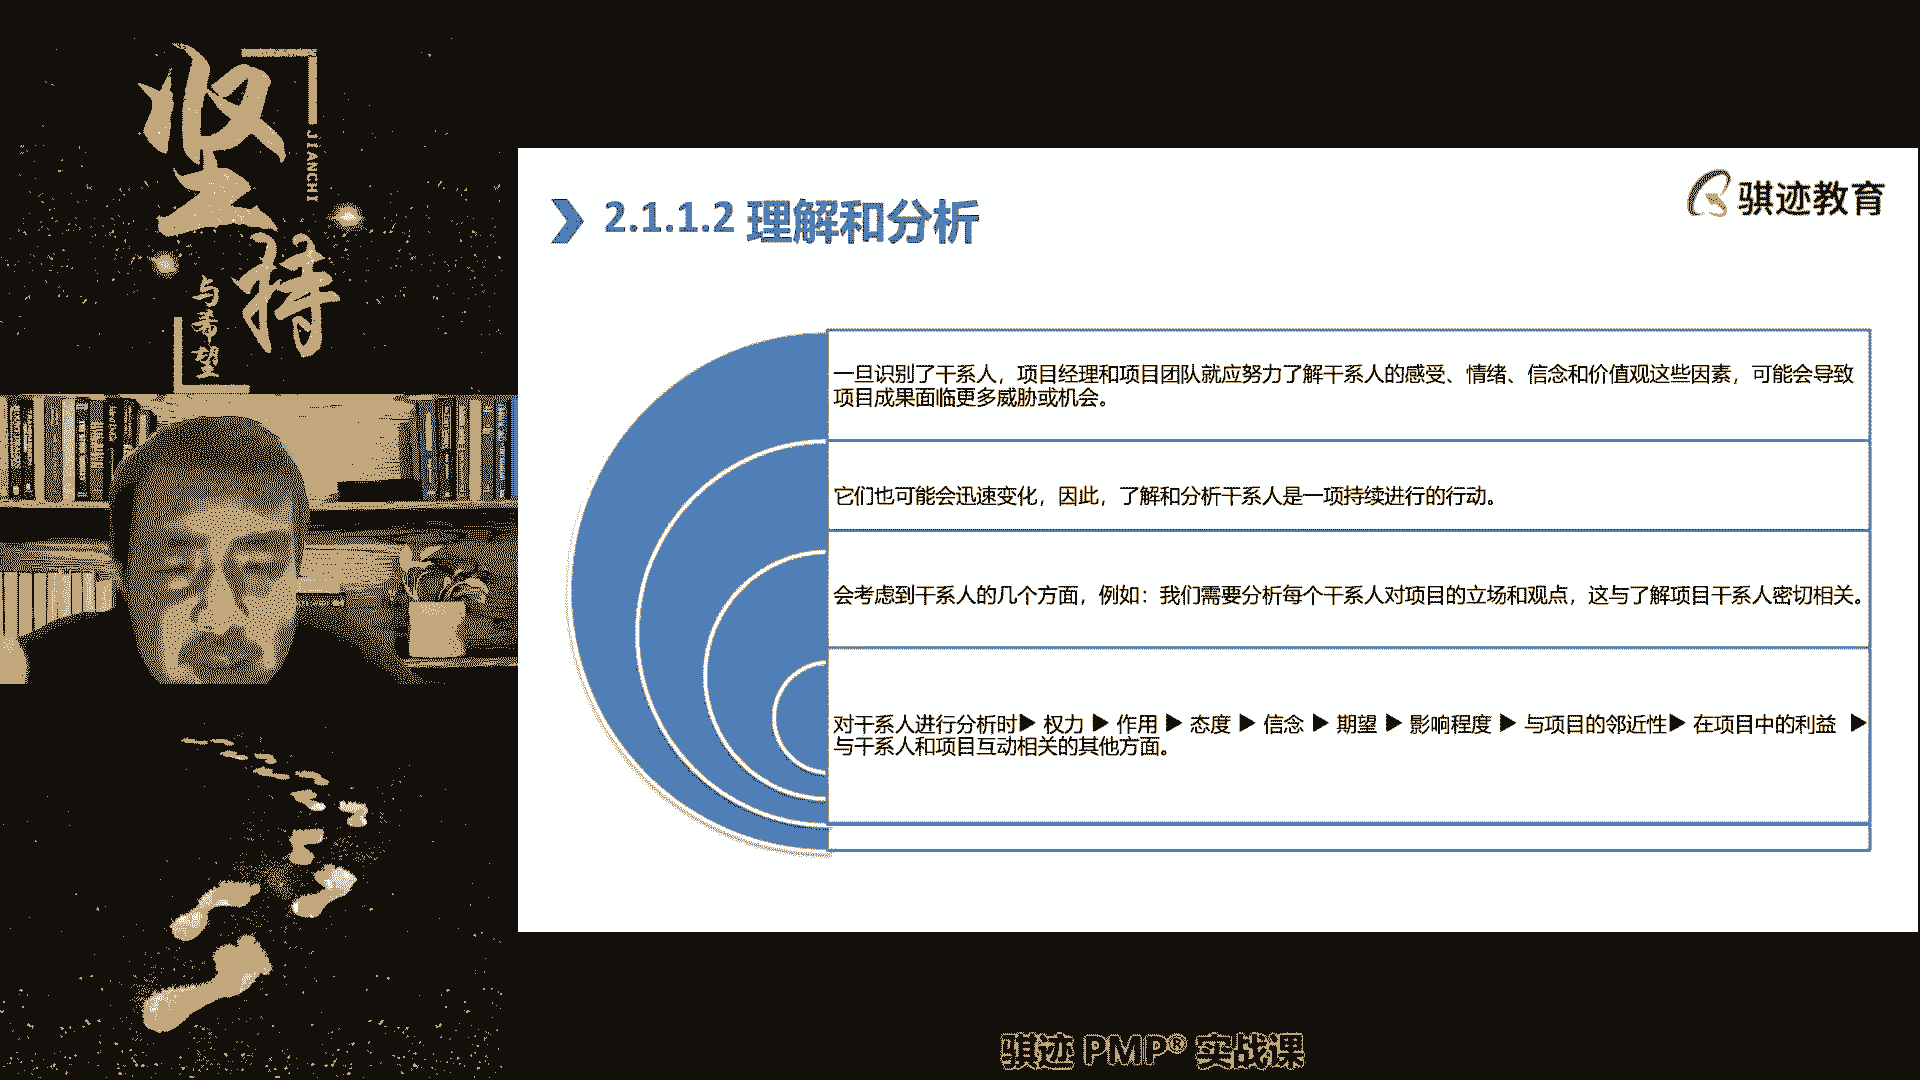 坚持
JIANCHI
与希望
骐迹教育
2.1.1.2 理解和分析
一旦识别了干系人，项目经理和项目团队就应努力了解干系人的感受、情绪、信念和价值观这些因素，可能会导致
项目成果面临更多威胁或机会。
它们也可能会迅速变化，因此，了解和分析干系人是一项持续进行的行动。
会考虑到干系人的几个方面，例如：我们需要分析每个干系人对项目的立场和观点，这与了解项目干系人密切相关。
对干系人进行分析时▶ 权力 ▶ 作用 ▶ 态度 ▶ 信念 ▶ 期望 ▶ 影响程度 ▶ 与项目的邻近性▶ 在项目中的利益 ▶
与干系人和项目互动相关的其他方面。
骐迹 PMP® 实战课